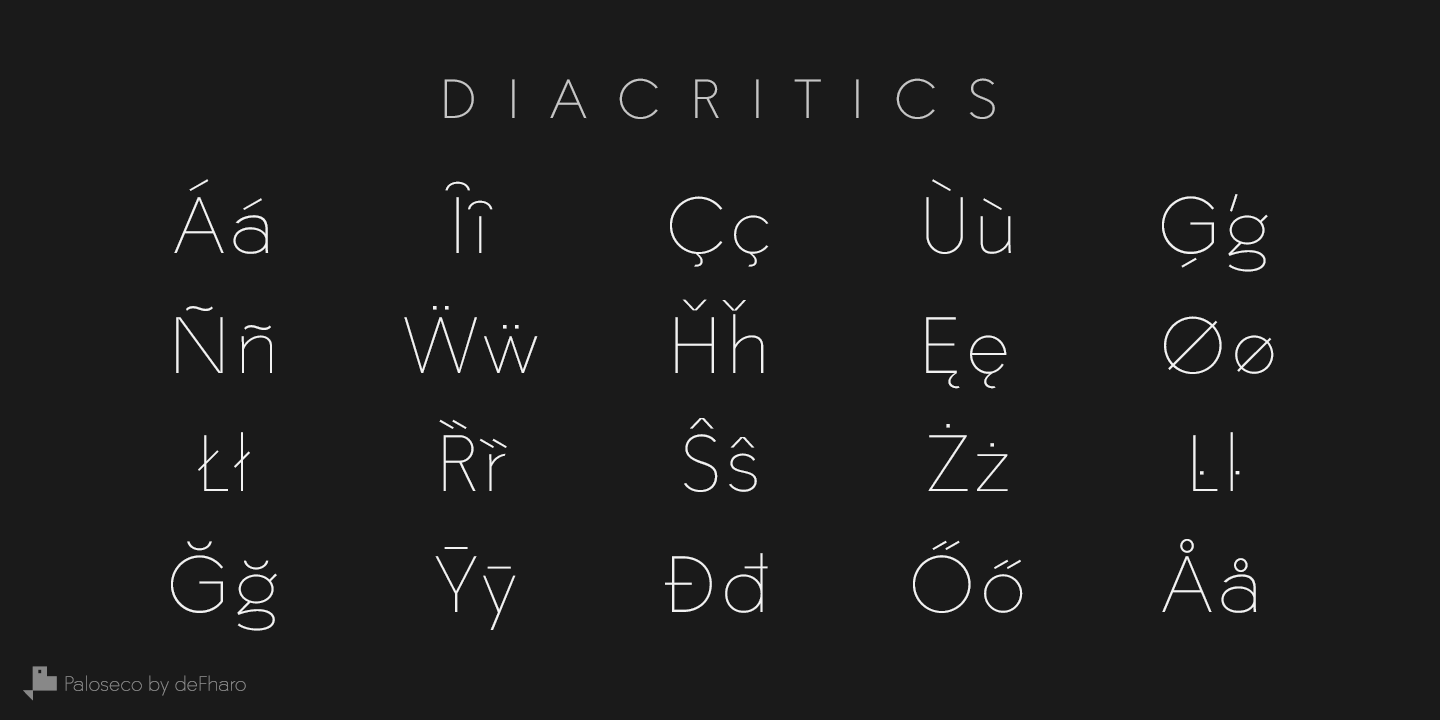 DIACRITICS
Áá Ȋȋ Çç Ùù Ģģ
Ññ Ẅẅ Ȟȟ Ęę Øø
Łł Ȑȑ Ŝŝ Żż Ŀŀ
Ğğ Ȳȳ Đđ Őő Åå
Paloseco by deFharo